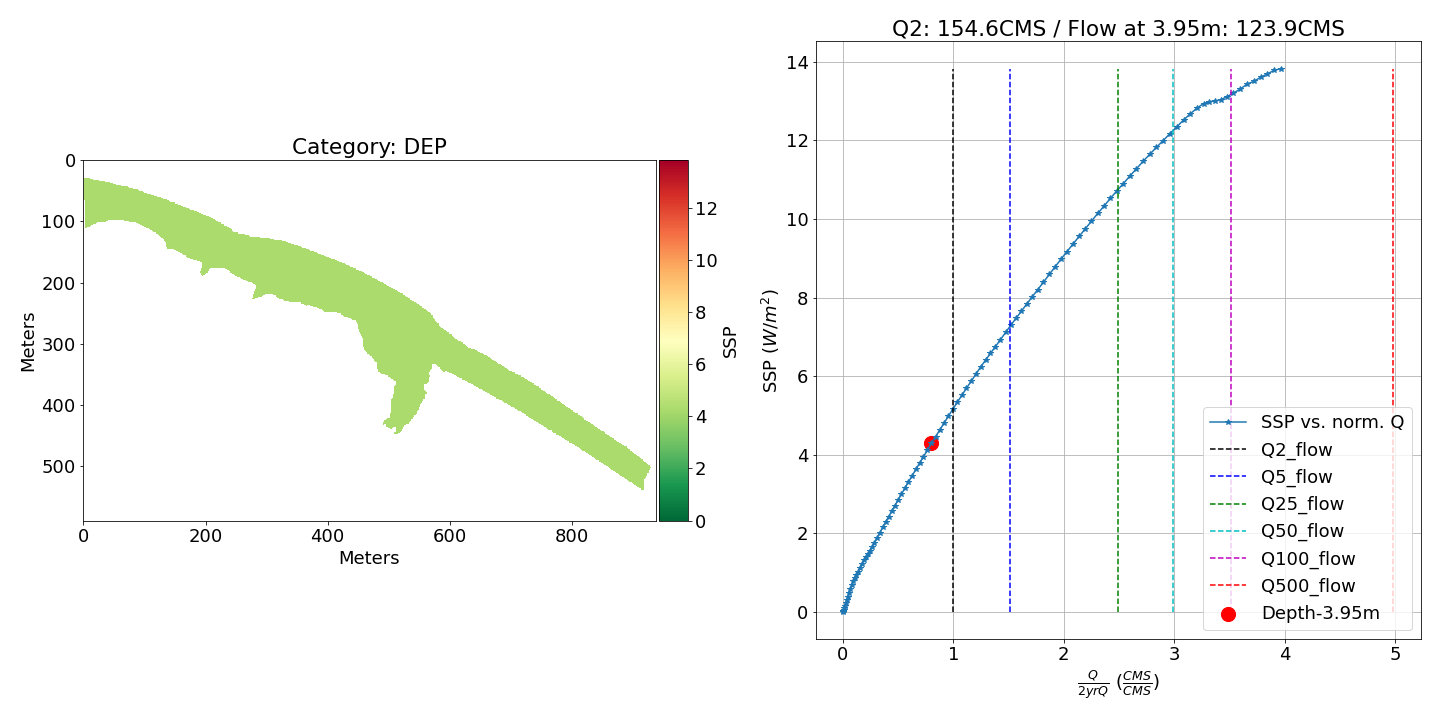 Category: DEP
0
100
200
300
400
500
Meters
0 200 400 600 800
Meters
12
10
8
6
4
2
0
SSP
Q2: 154.6CMS / Flow at 3.95m: 123.9CMS
14
12
10
8
6
4
2
0
SSP (W/m²)
0 1 2 3 4 5
Q/2yrQ (CMS/CMS)
SSP vs. norm. Q
Q2_flow
Q5_flow
Q25_flow
Q50_flow
Q100_flow
Q500_flow
Depth-3.95m